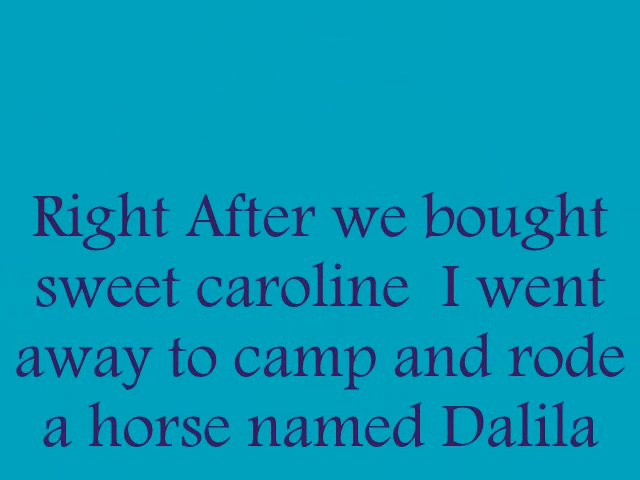 Right After we bought
sweet caroline  I went
away to camp and rode
a horse named Dalila